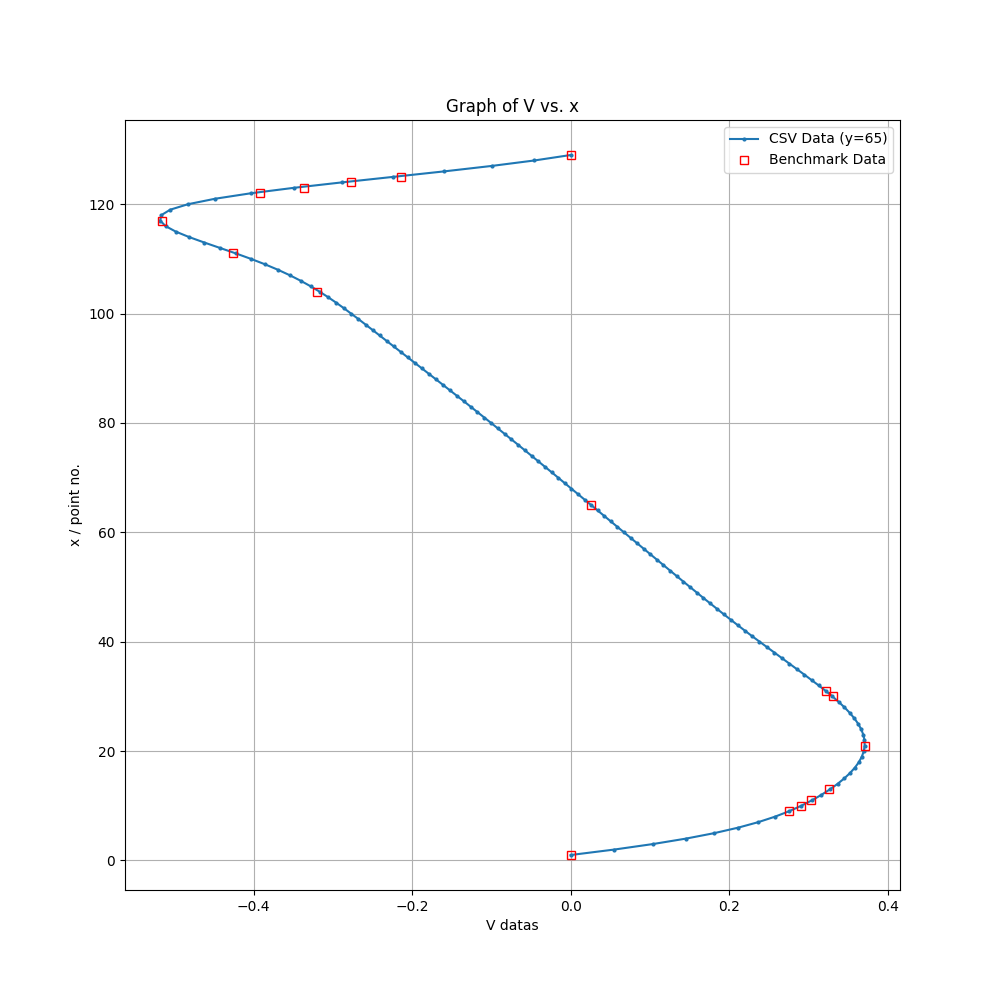 Graph of V vs. x
CSV Data (y=65)
Benchmark Data
120
100
80
60
40
20
0
x / point no.
−0.4
−0.2
0.0
0.2
0.4
V datas